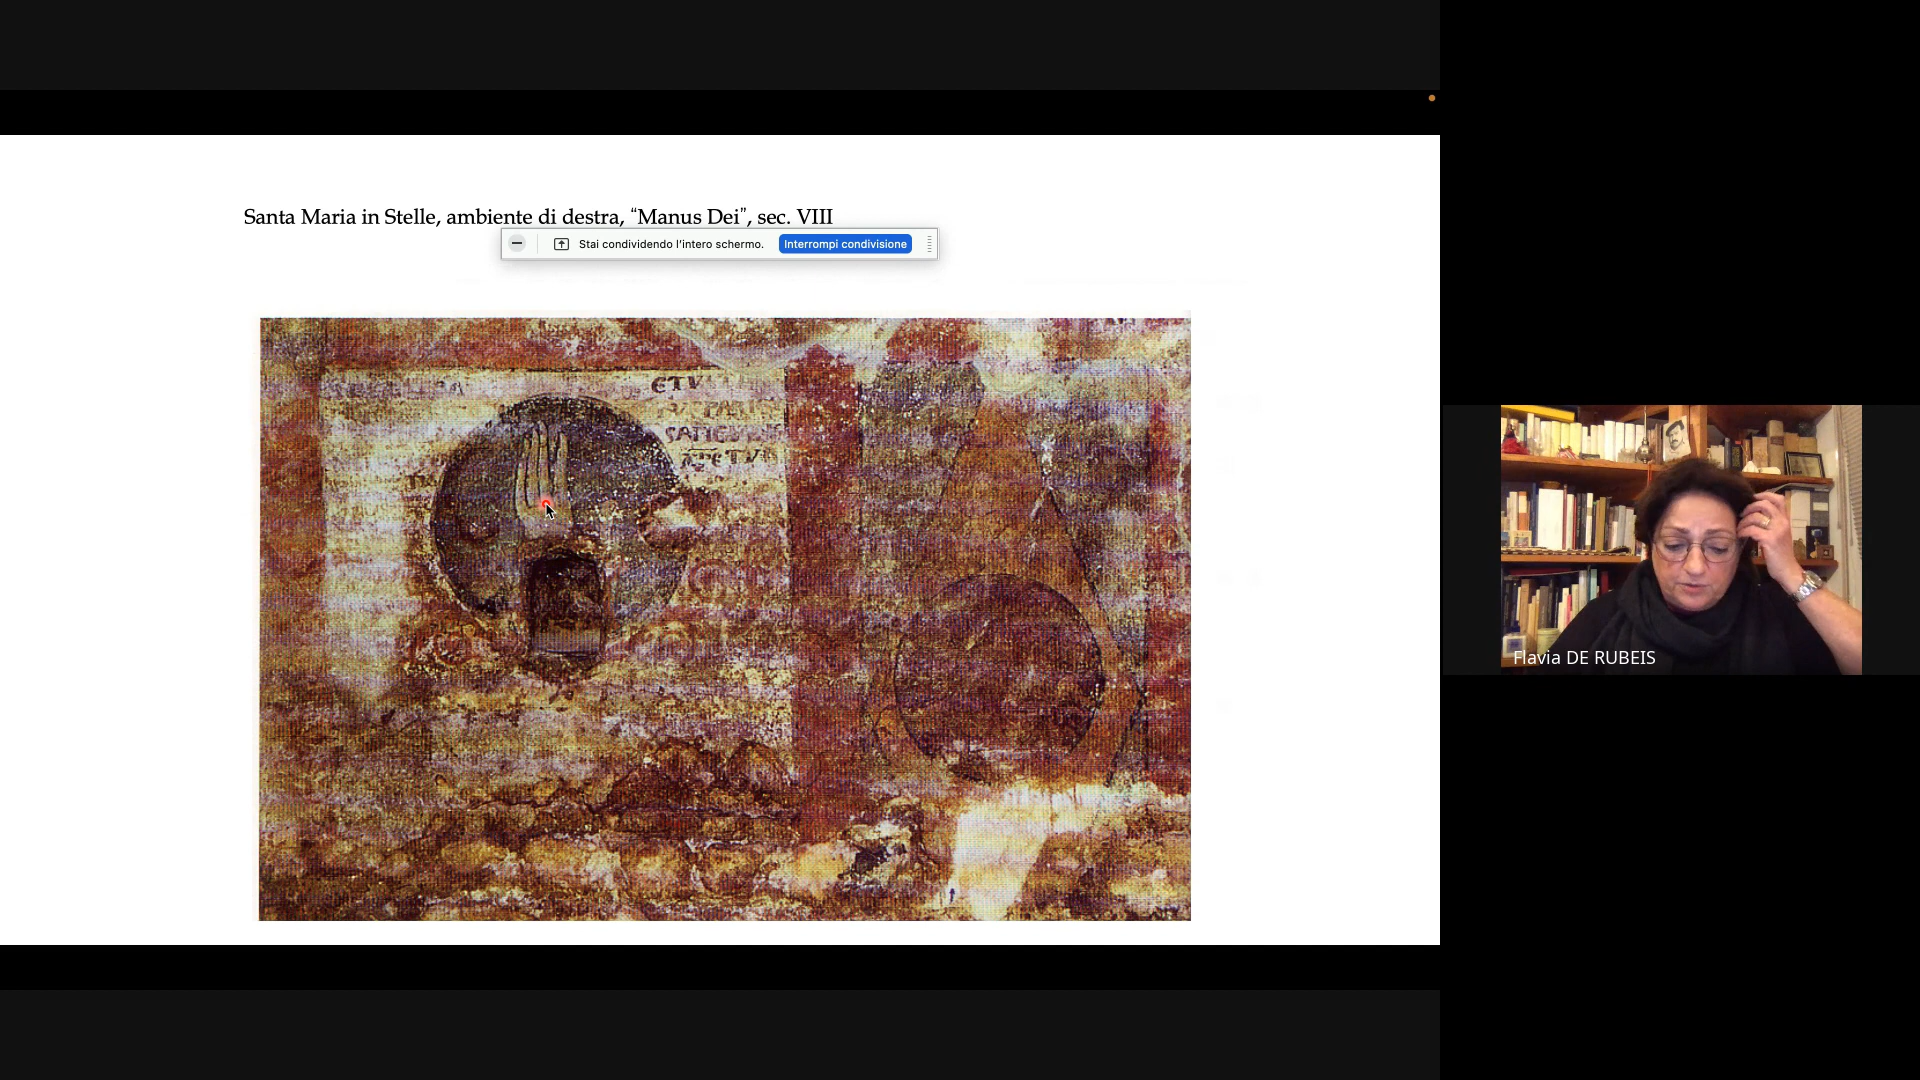 Santa Maria in Stelle, ambiente di destra, “Manus Dei”, sec. VIII
Stai condividendo l'intero schermo. Interrompi condivisione
ETV
Flavia DE RUBEIS